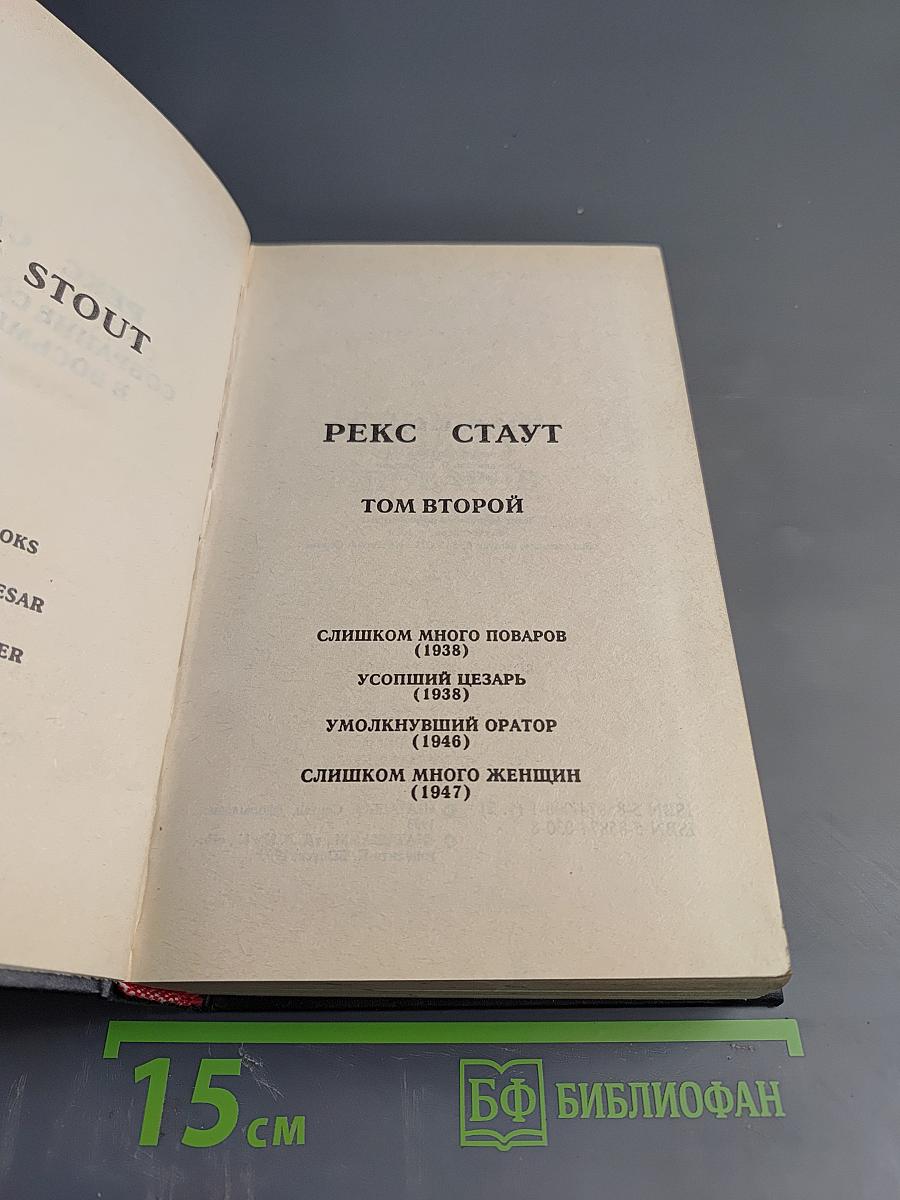 STOUT
OKS
ESAR
ER
РЕКС СТАУТ
ТОМ ВТОРОЙ
СЛИШКОМ МНОГО ПОВАРОВ
(1938)
УСОПШИЙ ЦЕЗАРЬ
(1938)
УМОЛКНУВШИЙ ОРАТОР
(1946)
СЛИШКОМ МНОГО ЖЕНЩИН
(1947)
15 см
БФ БИБЛИОФАН